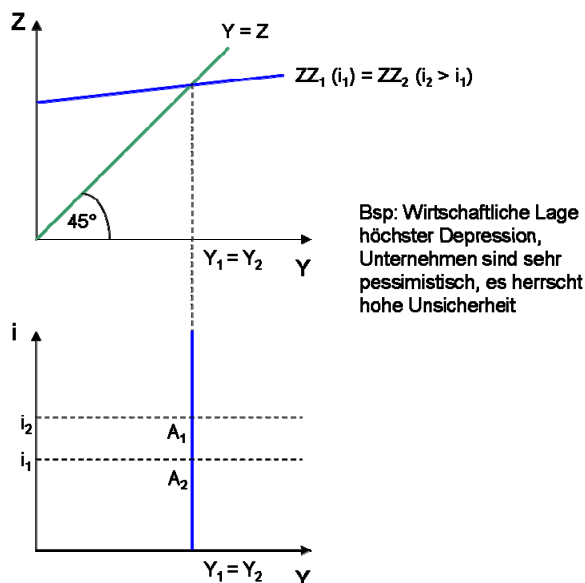 Z
Y = Z
ZZ₁ (i₁) = ZZ₂ (i₂ > i₁)
45°
Y₁ = Y₂
Y
Bsp: Wirtschaftliche Lage
höchster Depression,
Unternehmen sind sehr
pessimistisch, es herrscht
hohe Unsicherheit
i
i₂
A₁
i₁
A₂
Y₁ = Y₂
Y